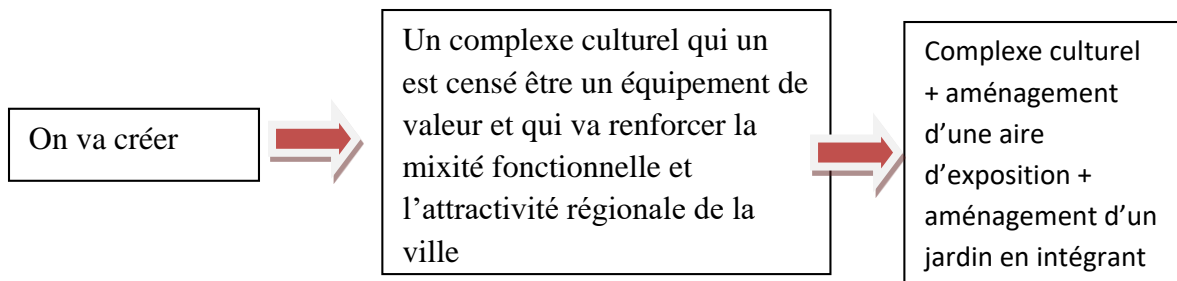 On va créer
Un complexe culturel qui un
est censé être un équipement de
valeur et qui va renforcer la
mixité fonctionnelle et
l'attractivité régionale de la
ville
Complexe culturel
+ aménagement
d'une aire
d'exposition +
aménagement d'un
jardin en intégrant